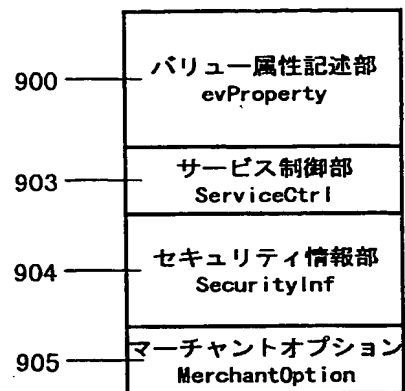 900
バリュー属性記述部
evProperty
903
サービス制御部
ServiceCtrl
904
セキュリティ情報部
SecurityInf
905
マーチャントオプション
MerchantOption